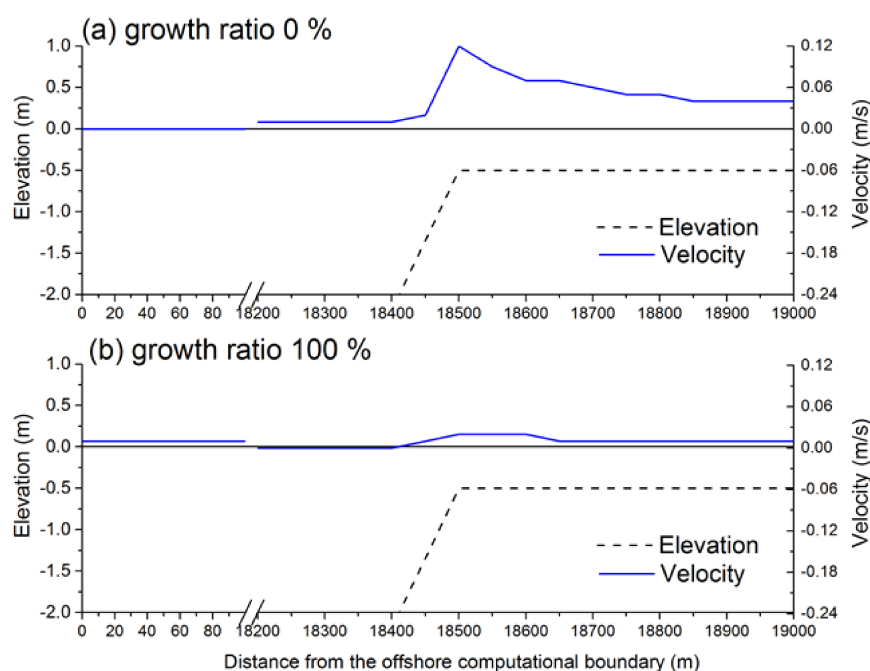 (a) growth ratio 0 %
Elevation (m)
1.0
0.5
0.0
-0.5
-1.0
-1.5
-2.0
0.12
0.06
0.00
-0.06
-0.12
-0.18
-0.24
Velocity (m/s)
Elevation
Velocity
0 20 40 60 80 18200 18300 18400 18500 18600 18700 18800 18900 19000
(b) growth ratio 100 %
Elevation (m)
1.0
0.5
0.0
-0.5
-1.0
-1.5
-2.0
0.12
0.06
0.00
-0.06
-0.12
-0.18
-0.24
Velocity (m/s)
Elevation
Velocity
0 20 40 60 80 18200 18300 18400 18500 18600 18700 18800 18900 19000
Distance from the offshore computational boundary (m)